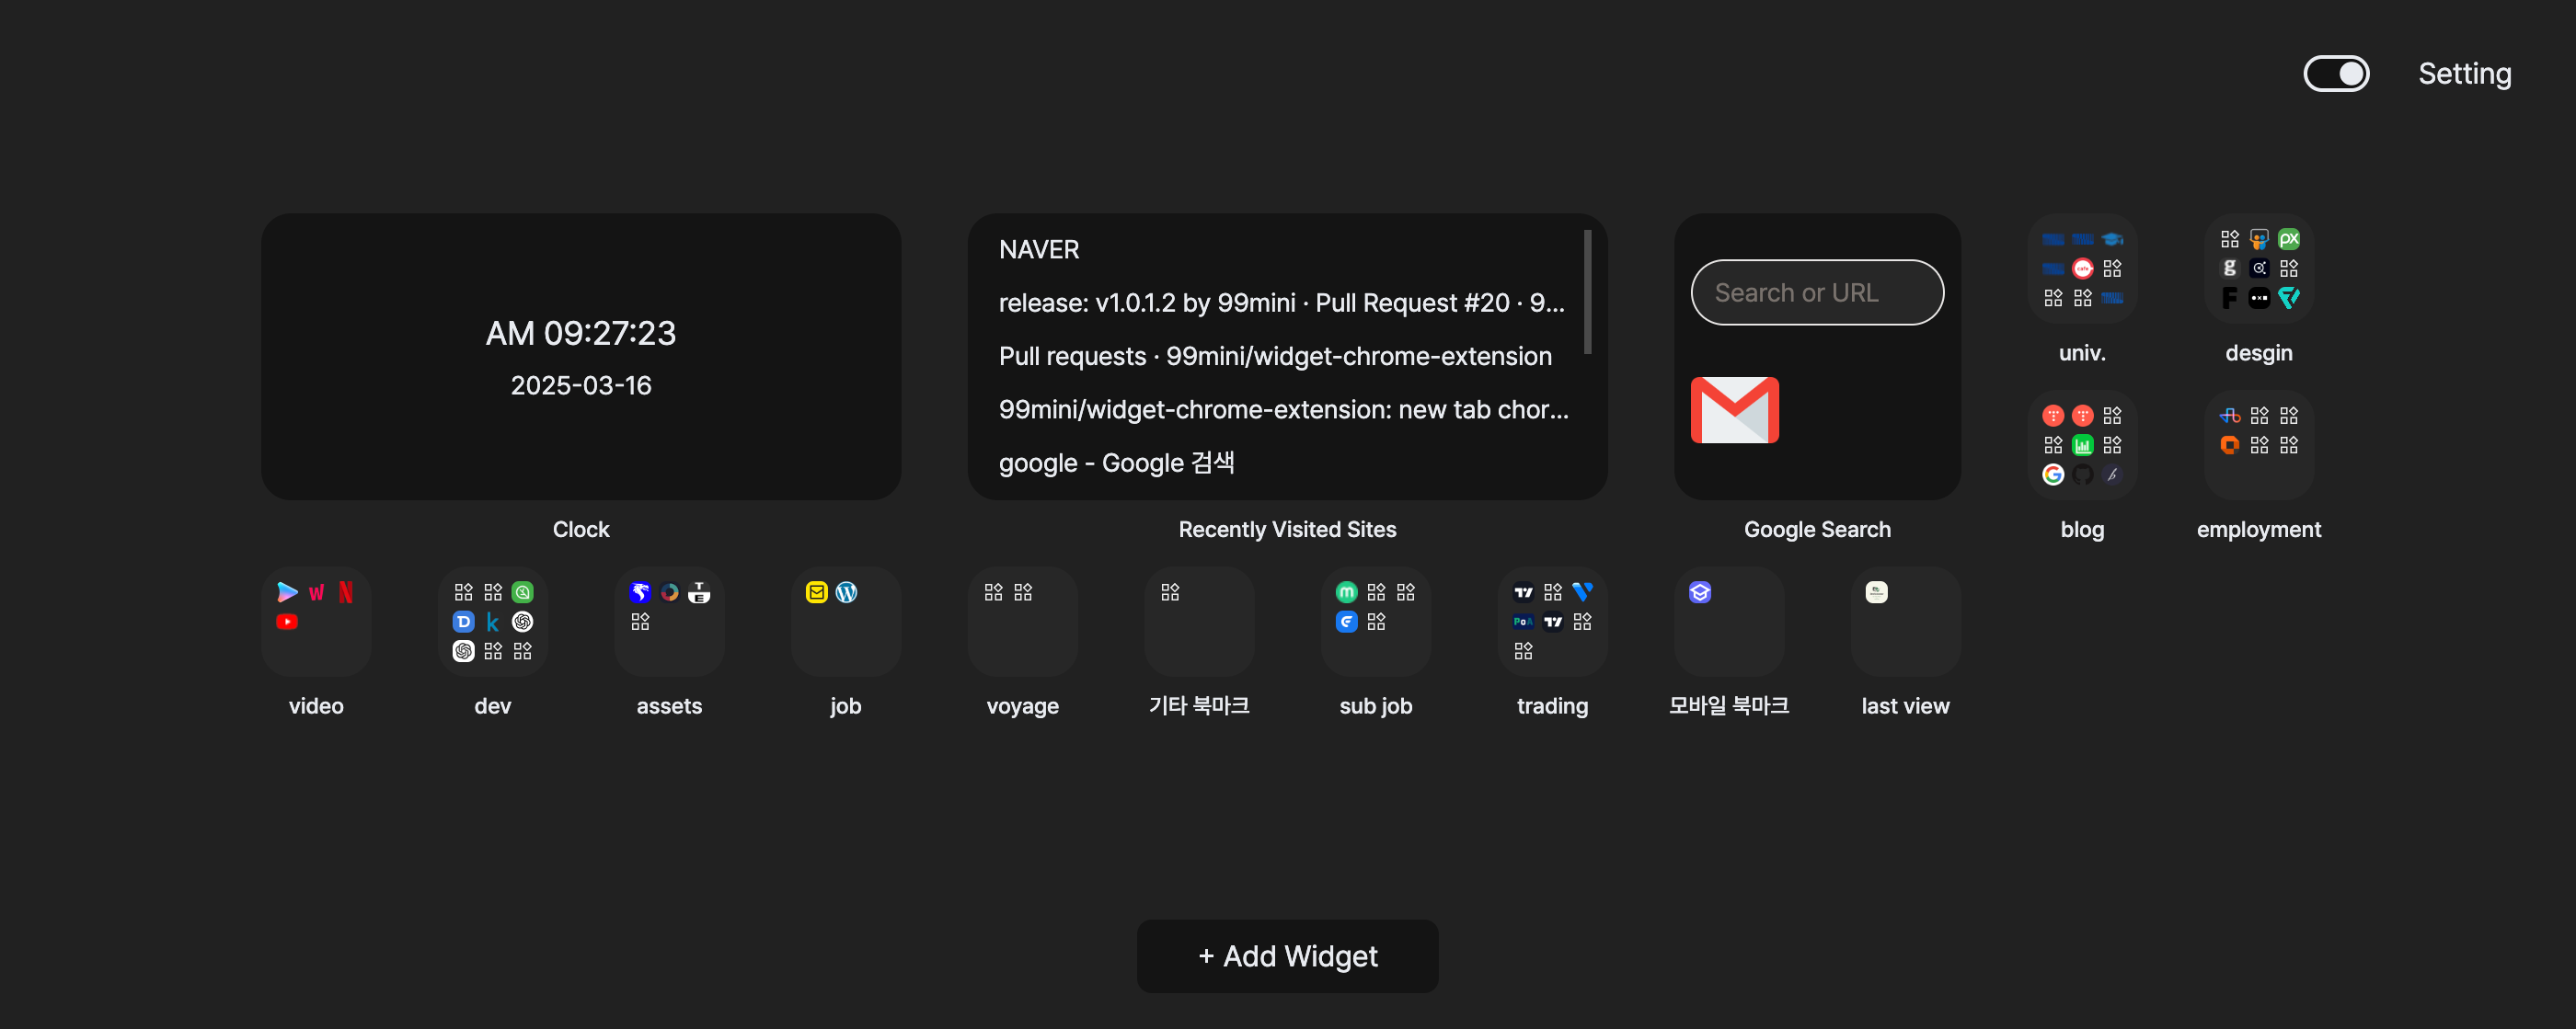 Setting
AM 09:27:23
2025-03-16
Clock
NAVER
release: v1.0.1.2 by 99mini · Pull Request #20 · 9...
Pull requests · 99mini/widget-chrome-extension
99mini/widget-chrome-extension: new tab chor...
google - Google 검색
Recently Visited Sites
Search or URL
Google Search
univ.
desgin
blog
employment
video
dev
assets
job
voyage
기타 북마크
sub job
trading
모바일 북마크
last view
+ Add Widget